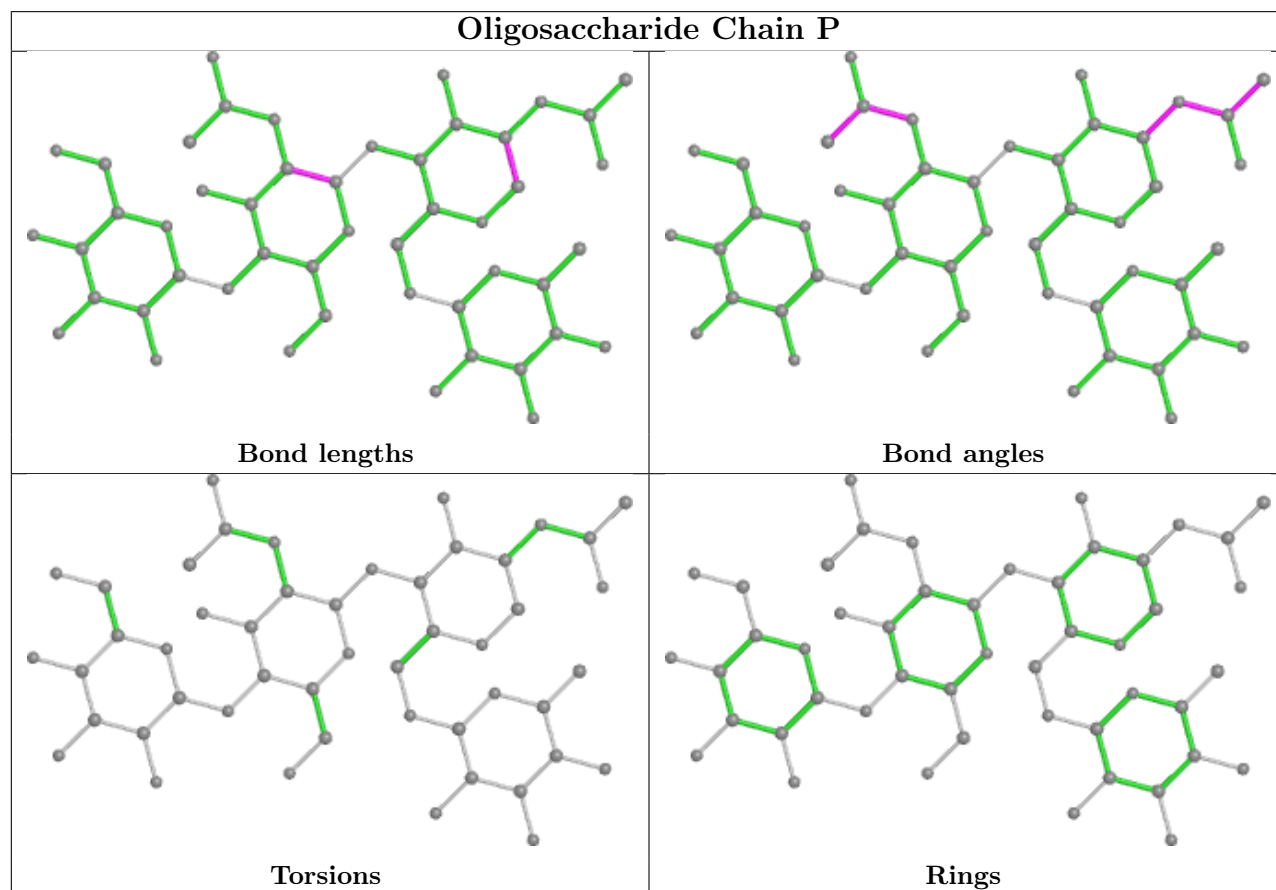 Oligosaccharide Chain P
Bond lengths
Bond angles
Torsions
Rings